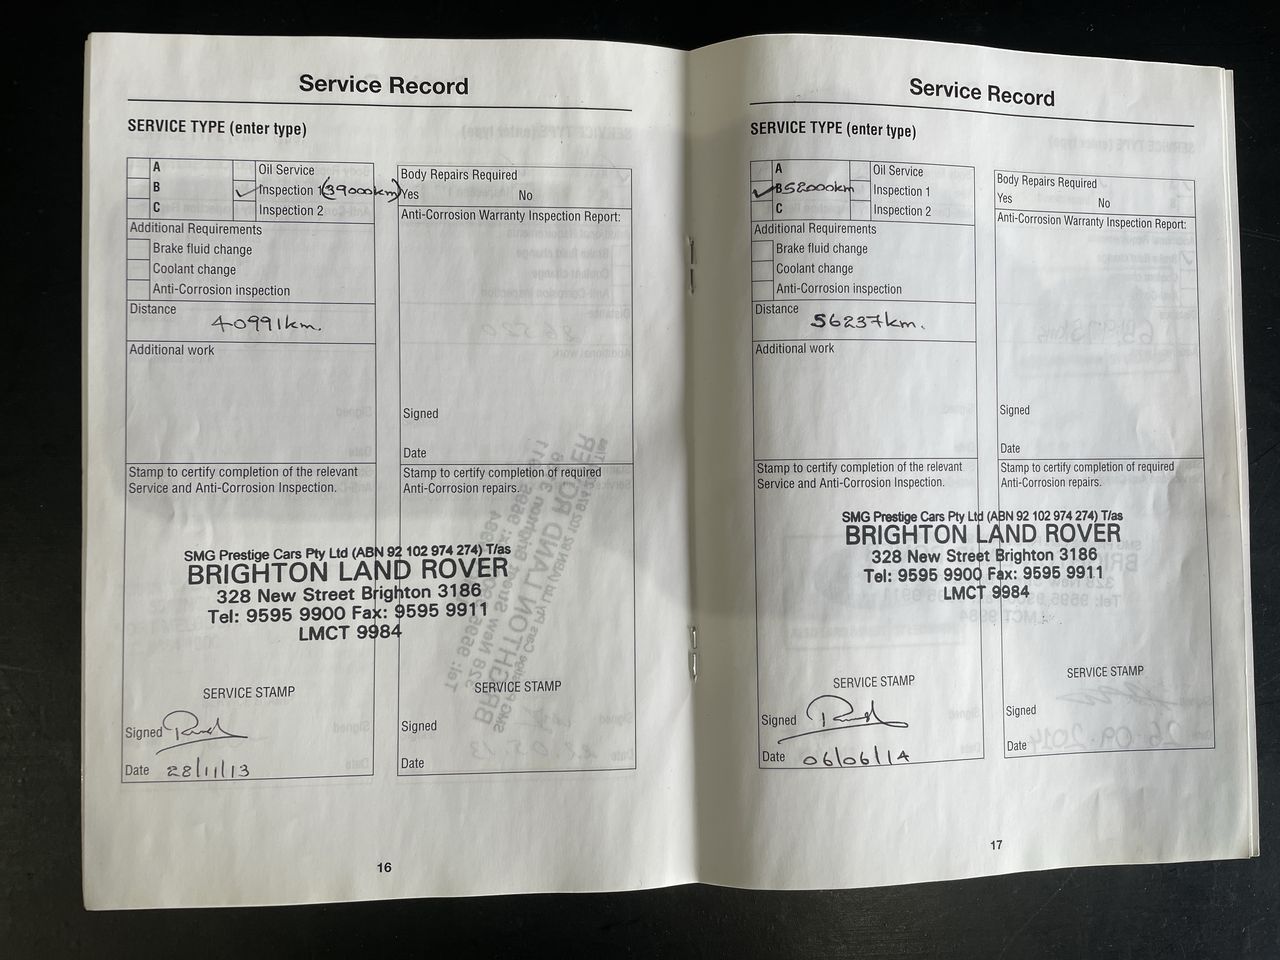 Service Record
SERVICE TYPE (enter type)
A
Oil Service
B
Inspection 1 (39000km)
C
Inspection 2
Additional Requirements
Brake fluid change
Coolant change
Anti-Corrosion inspection
Distance
40991km.
Additional work
Stamp to certify completion of the relevant
Service and Anti-Corrosion Inspection.
Body Repairs Required
Yes No
Anti-Corrosion Warranty Inspection Report:
Signed
Date
Stamp to certify completion of required
Anti-Corrosion repairs.
SMG Prestige Cars Pty Ltd (ABN 92 102 974 274) T/as
BRIGHTON LAND ROVER
328 New Street Brighton 3186
Tel: 9595 9900 Fax: 9595 9911
LMCT 9984
SERVICE STAMP
Signed
Date 28/11/13
SERVICE STAMP
Signed
Date
16
Service Record
SERVICE TYPE (enter type)
A
Oil Service
B 52000km
Inspection 1
C
Inspection 2
Additional Requirements
Brake fluid change
Coolant change
Anti-Corrosion inspection
Distance
56237km.
Additional work
Stamp to certify completion of the relevant
Service and Anti-Corrosion Inspection.
Body Repairs Required
Yes No
Anti-Corrosion Warranty Inspection Report:
Signed
Date
Stamp to certify completion of required
Anti-Corrosion repairs.
SMG Prestige Cars Pty Ltd (ABN 92 102 974 274) T/as
BRIGHTON LAND ROVER
328 New Street Brighton 3186
Tel: 9595 9900 Fax: 9595 9911
LMCT 9984
SERVICE STAMP
Signed
Date 06/06/14
SERVICE STAMP
Signed
Date
17